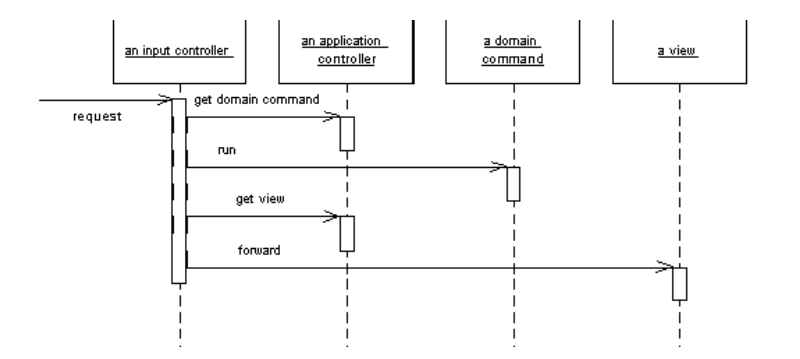 an input controller
an application
controller
a domain
command
a view
request
get domain command
run
get view
forward